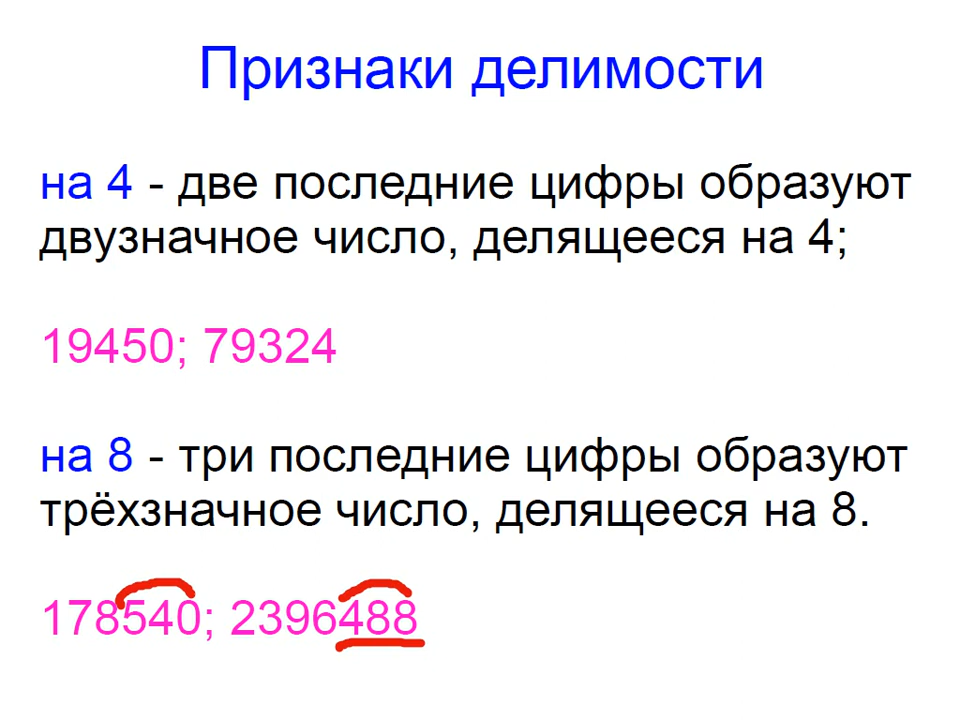 Признаки делимости
на 4 - две последние цифры образуют
двузначное число, делящееся на 4;
19450; 79324
на 8 - три последние цифры образуют
трёхзначное число, делящееся на 8.
178540; 2396488